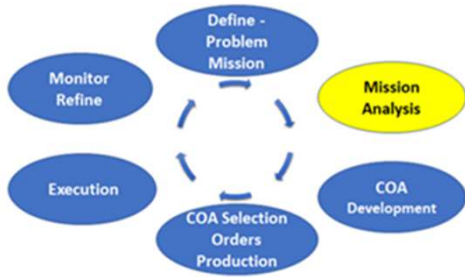 Define -
Problem
Mission
Mission
Analysis
COA
Development
COA Selection
Orders
Production
Execution
Monitor
Refine